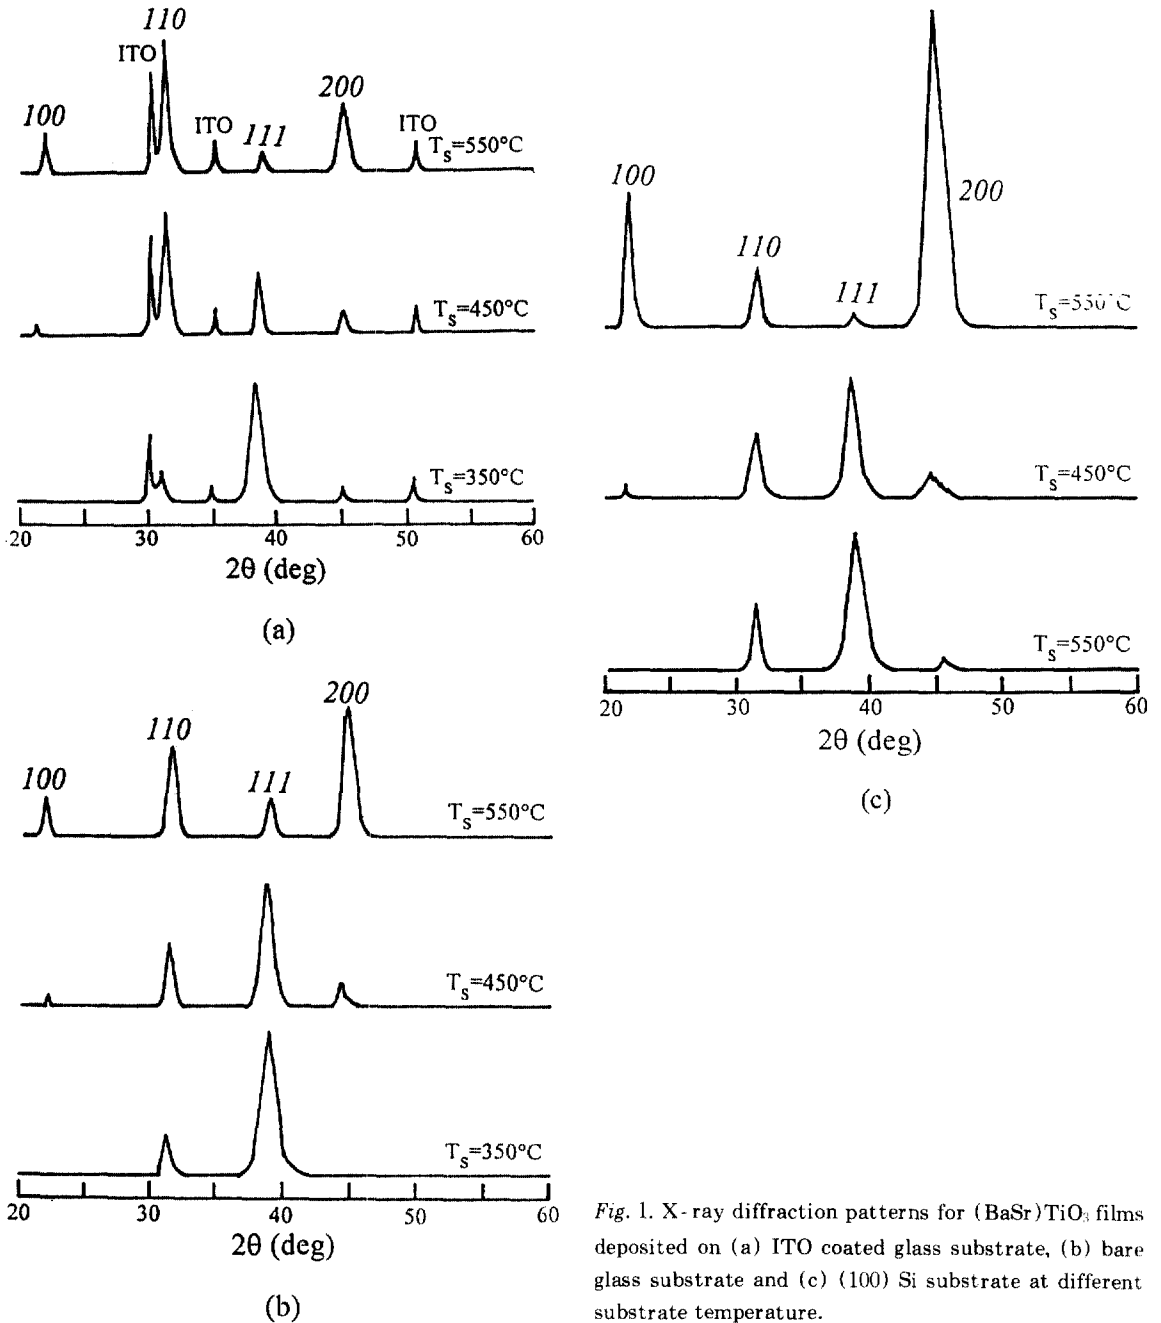 110
ITO
100
ITO
111
200
ITO
Ts=550°C
Ts=450°C
Ts=350°C
20 30 40 50 60
2θ (deg)
(a)
100
110
111
200
Ts=550°C
Ts=450°C
Ts=350°C
20 30 40 50 60
2θ (deg)
(b)
100
110
111
200
Ts=550°C
Ts=450°C
Ts=550°C
20 30 40 50 60
2θ (deg)
(c)
Fig. 1. X-ray diffraction patterns for (BaSr)TiO3 films
deposited on (a) ITO coated glass substrate, (b) bare
glass substrate and (c) (100) Si substrate at different
substrate temperature.